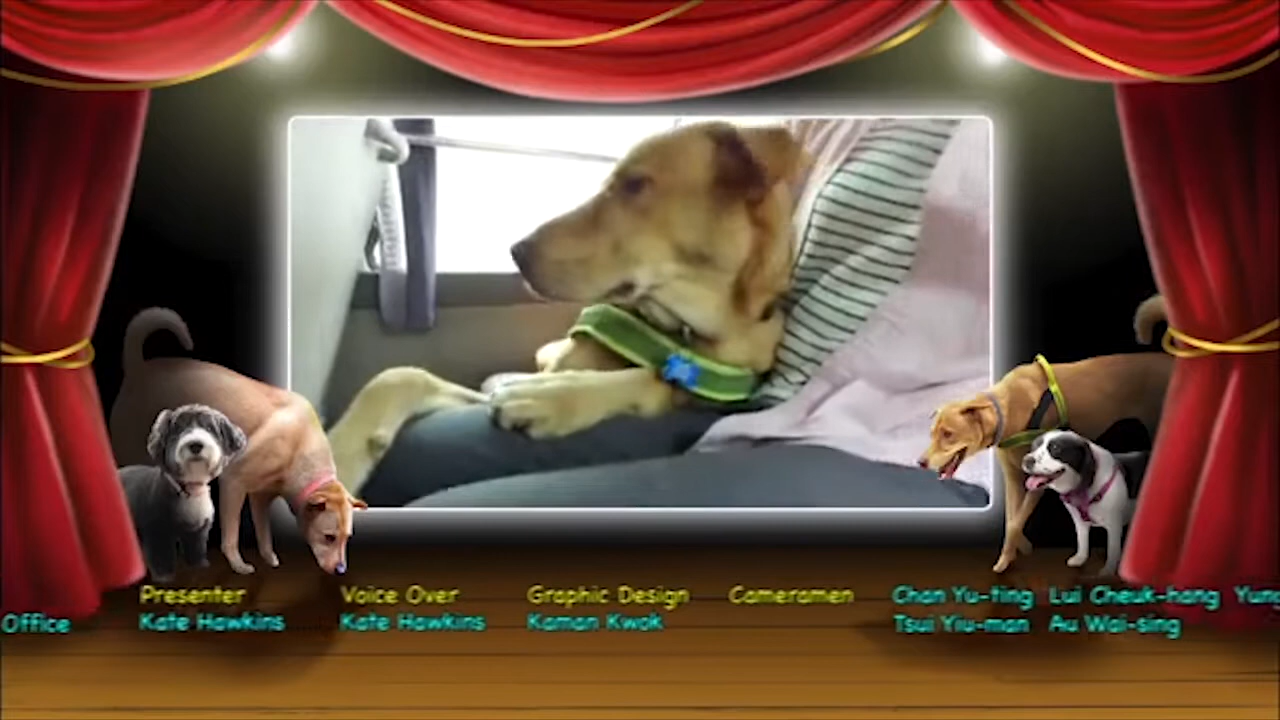 Presenter Voice Over Graphic Design Cameramen Chan Yu-ting Lui Cheuk-hang
Office Kate Hawkins Kate Hawkins Kaman Kwok Tsui Yiu-man Au Wai-sing